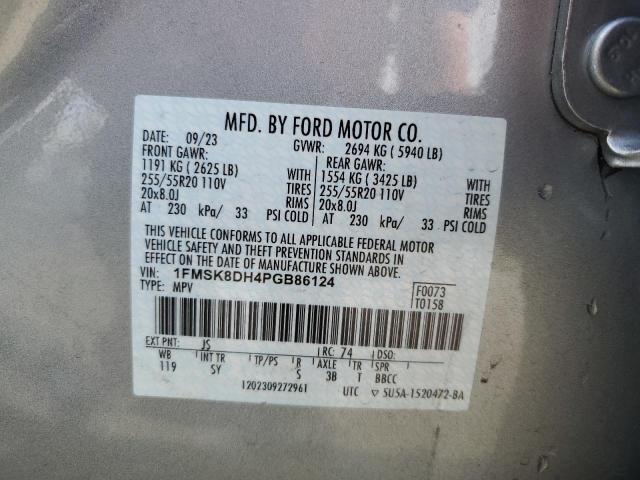 MFD. BY FORD MOTOR CO.
DATE: 09/23 GVWR: 2694 KG ( 5940 LB)
FRONT GAWR: REAR GAWR:
1191 KG ( 2625 LB) WITH 1554 KG ( 3425 LB) WITH
255/55R20 110V TIRES 255/55R20 110V TIRES
20x8.0J RIMS 20x8.0J RIMS
AT 230 kPa/ 33 PSI COLD AT 230 kPa/ 33 PSI COLD
THIS VEHICLE CONFORMS TO ALL APPLICABLE FEDERAL MOTOR
VEHICLE SAFETY AND THEFT PREVENTION STANDARDS IN
EFFECT ON THE DATE OF MANUFACTURE SHOWN ABOVE.
VIN: 1FMSK8DH4PGB86124 F0073
TYPE: MPV T0158
EXT PNT: JS RC: 74 DSO:
WB INT TR TP/PS R AXLE TR SPR
119 SY S 3B T BBCC
1202309272961 UTC ▽ 5U5A-1520472-BA